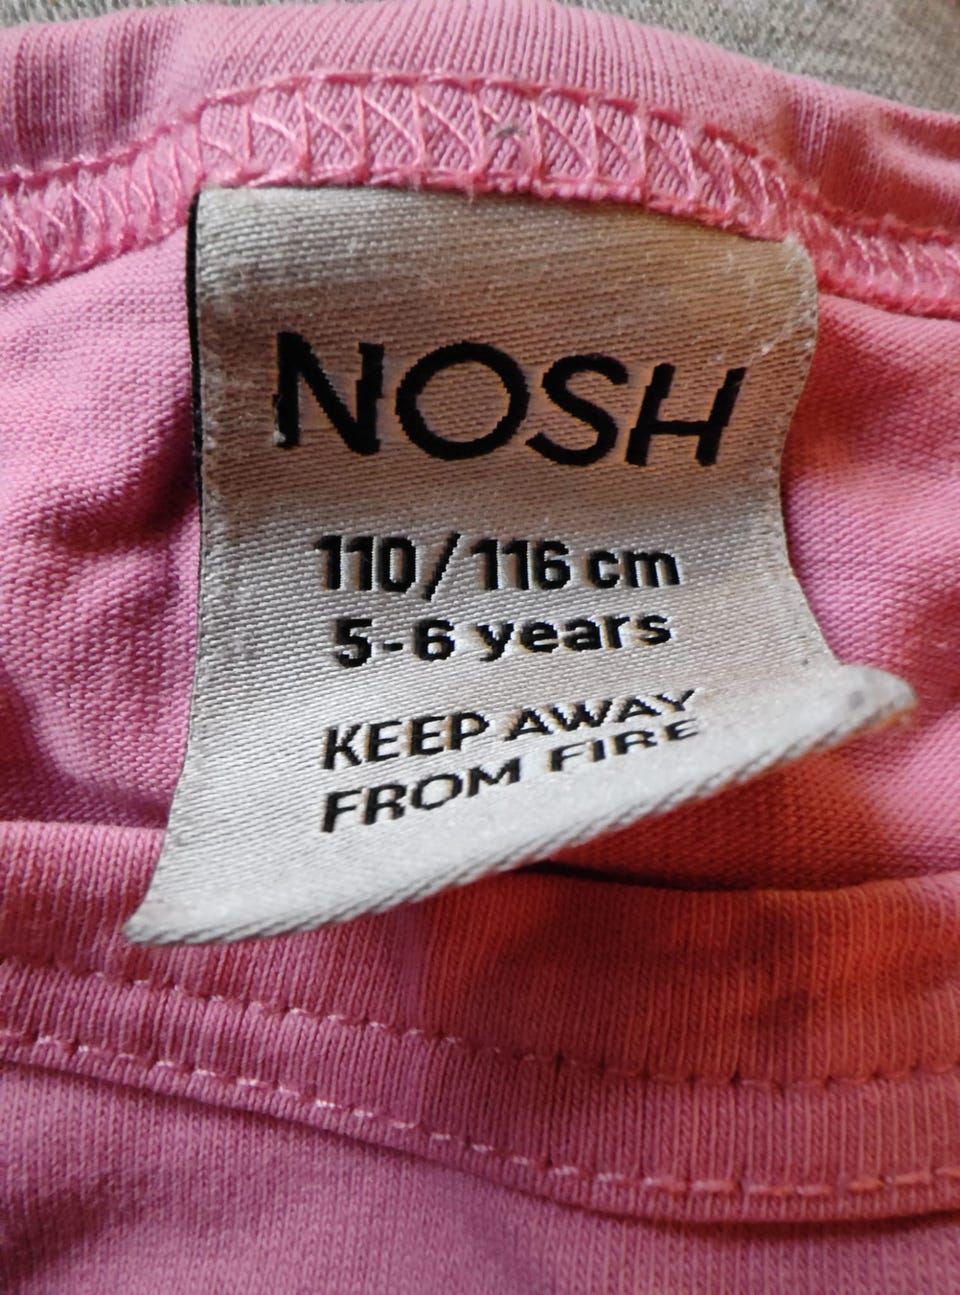 NOSH
110/116 cm
5-6 years
KEEP AWAY
FROM FIRE